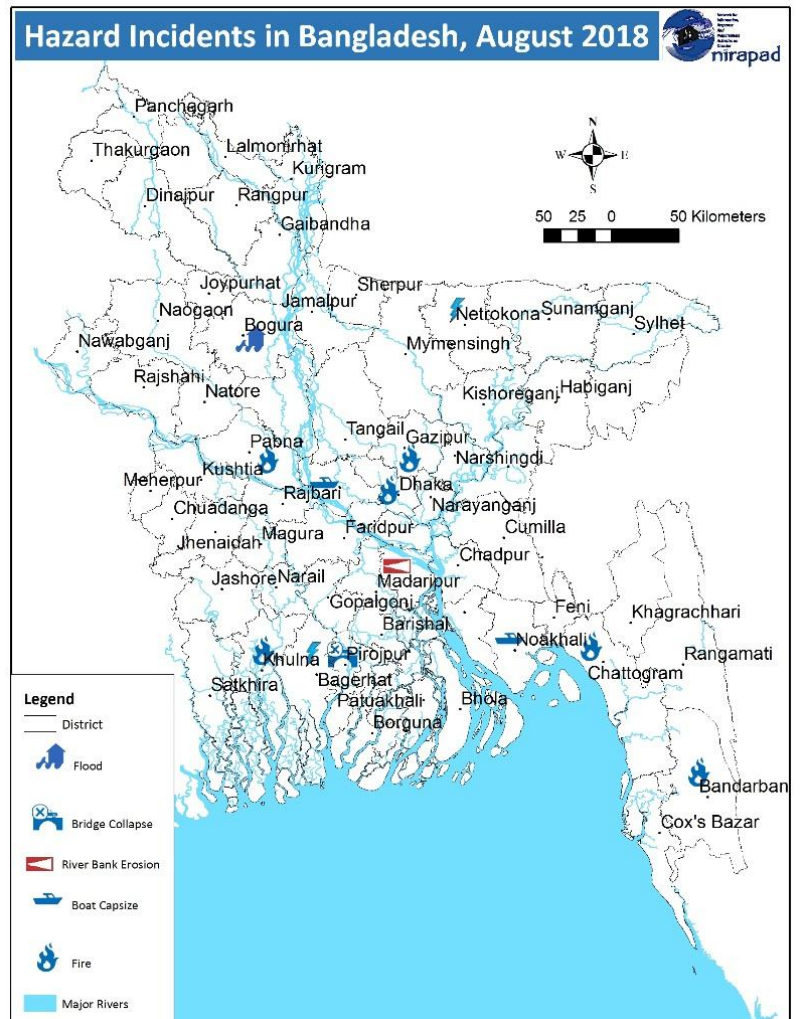 Hazard Incidents in Bangladesh, August 2018
nirapad
Panchagarh
Thakurgaon
Lalmonirhat
Kurigram
Dinajpur
Rangpur
Gaibandha
N
W
E
S
50 25 0 50 Kilometers
Joypurhat
Sherpur
Naogaon
Jamalpur
Bogura
Netrokona
Sunamganj
Sylhet
Nawabganj
Mymensingh
Rajshahi
Natore
Kishoreganj
Habiganj
Tangail
Gazipur
Pabna
Narshingdi
Kushtia
Meherpur
Rajbari
Dhaka
Narayanganj
Chuadanga
Faridpur
Cumilla
Jhenaidah
Magura
Chadpur
Jashore
Narail
Madaripur
Gopalgonj
Barishal
Feni
Khagrachhari
Khulna
Pirojpur
Noakhali
Chattogram
Rangamati
Satkhira
Bagerhat
Patuakhali
Bhola
Borguna
Bandarban
Cox's Bazar
Legend
District
Flood
Bridge Collapse
River Bank Erosion
Boat Capsize
Fire
Major Rivers